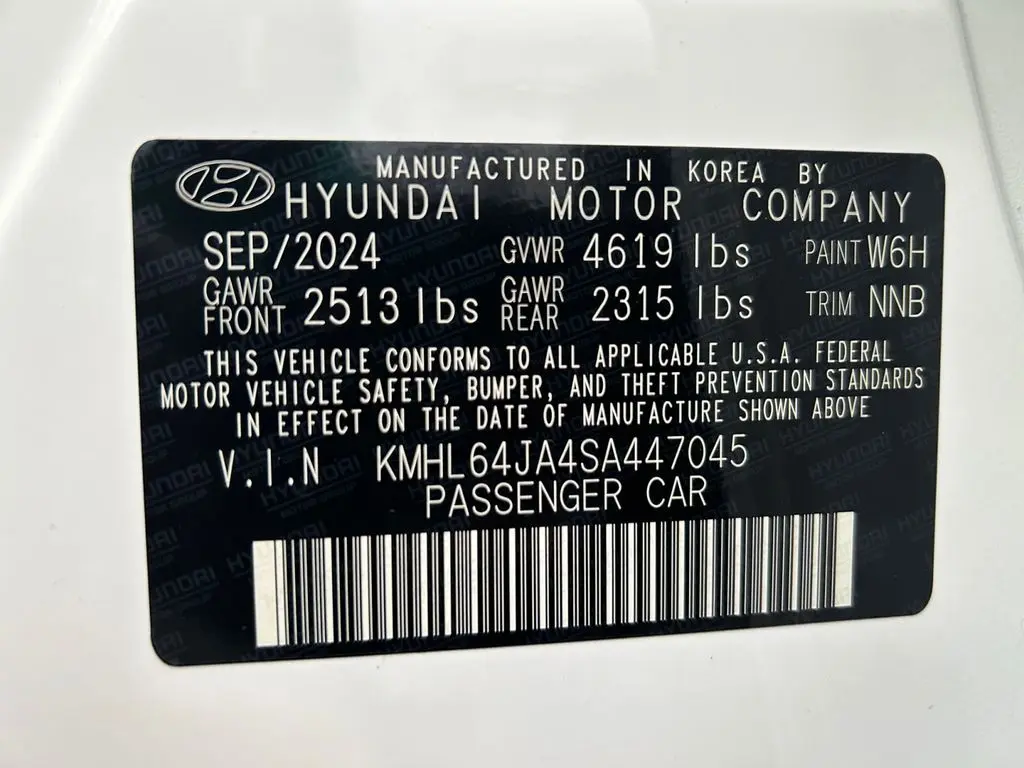 MANUFACTURED IN KOREA BY
HYUNDAI MOTOR COMPANY
SEP/2024 GVWR 4619 lbs PAINT W6H
GAWR FRONT 2513 lbs GAWR REAR 2315 lbs TRIM NNB
THIS VEHICLE CONFORMS TO ALL APPLICABLE U.S.A. FEDERAL
MOTOR VEHICLE SAFETY, BUMPER, AND THEFT PREVENTION STANDARDS
IN EFFECT ON THE DATE OF MANUFACTURE SHOWN ABOVE
V.I.N KMHL64JA4SA447045
PASSENGER CAR